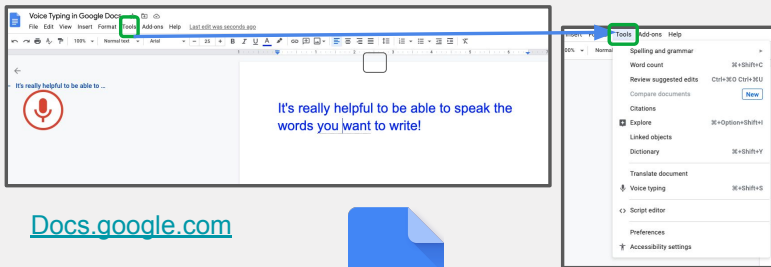 Voice Typing in Google Docs
File Edit View Insert Format Tools Add-ons Help Last edit was seconds ago
100% Normal text Arial - 25 + B I U A
It's really helpful to be able to ...
It's really helpful to be able to speak the
words you want to write!
Docs.google.com
Tools Add-ons Help
00% Normal
Spelling and grammar
Word count ⌘+Shift+C
Review suggested edits Ctrl+⌘O Ctrl+⌘U
Compare documents New
Citations
Explore ⌘+Option+Shift+I
Linked objects
Dictionary ⌘+Shift+Y
Translate document
Voice typing ⌘+Shift+S
Script editor
Preferences
Accessibility settings